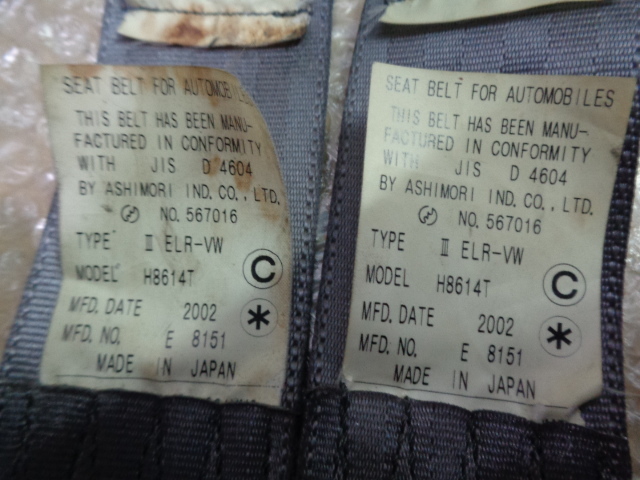 SEAT BELT FOR AUTOMOBILES
THIS BELT HAS BEEN MANU-
FACTURED IN CONFORMITY
WITH JIS D 4604
BY ASHIMORI IND. CO., LTD.
NO. 567016
TYPE Ⅱ ELR-VW
MODEL H8614T
C
MFD. DATE 2002
*
MFD. NO. E 8151
MADE IN JAPAN
SEAT BELT FOR AUTOMOBILES
THIS BELT HAS BEEN MANU-
FACTURED IN CONFORMITY
WITH JIS D 4604
BY ASHIMORI IND. CO., LTD.
NO. 567016
TYPE Ⅲ ELR-VW
MODEL H8614T
C
MFD. DATE 2002
*
MFD. NO. E 8151
MADE IN JAPAN